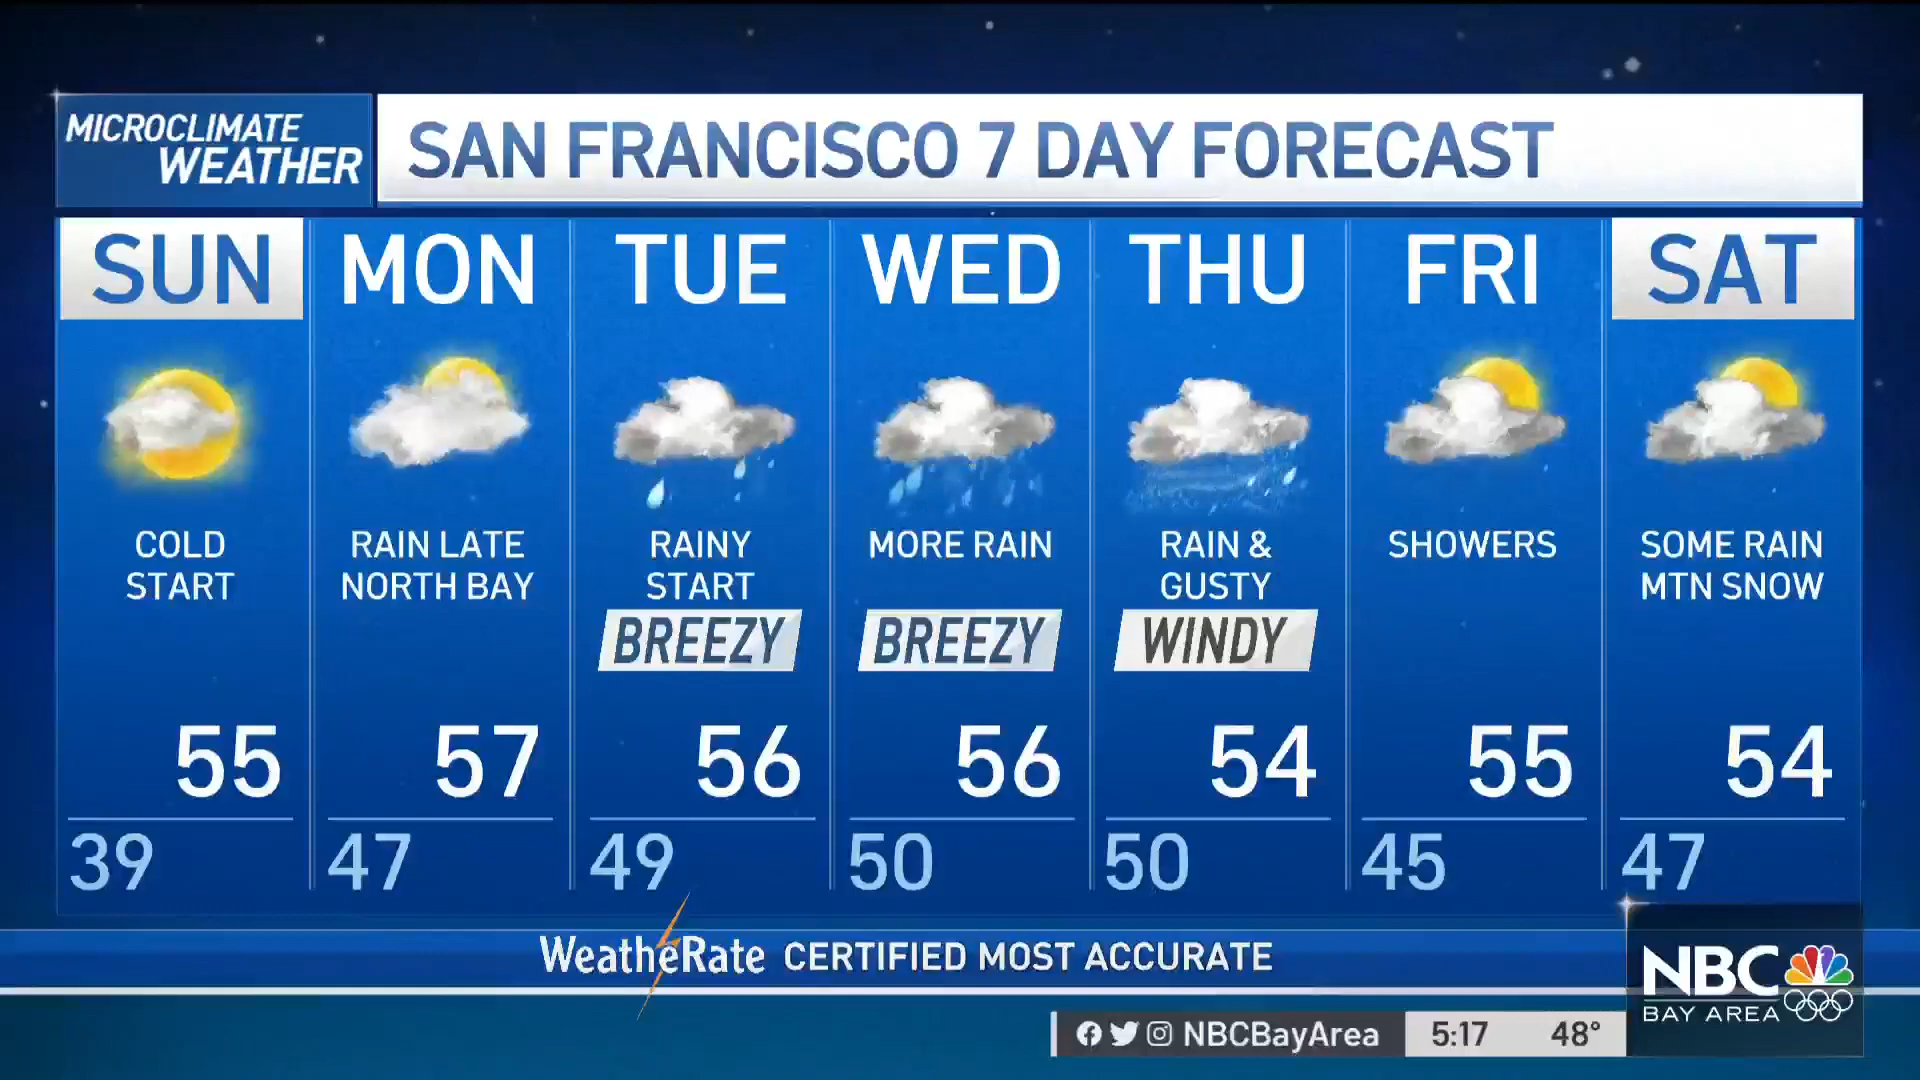 MICROCLIMATE
WEATHER
SAN FRANCISCO 7 DAY FORECAST
SUN MON TUE WED THU FRI SAT
COLD
START
RAIN LATE
NORTH BAY
RAINY
START
BREEZY
MORE RAIN
BREEZY
RAIN &
GUSTY
WINDY
SHOWERS
SOME RAIN
MTN SNOW
55 57 56 56 54 55 54
39 47 49 50 50 45 47
WeatheRate CERTIFIED MOST ACCURATE
NBC
BAY AREA
NBCBayArea 5:17 48°